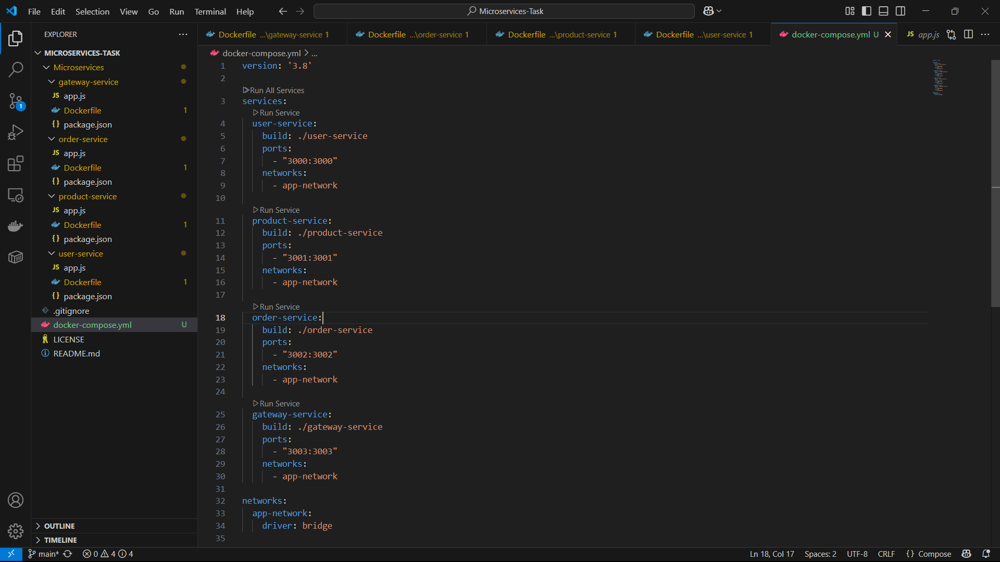 File Edit Selection View Go Run Terminal Help
Microservices-Task
EXPLORER
MICROSERVICES-TASK
Microservices
gateway-service
app.js
Dockerfile 1
package.json
order-service
app.js
Dockerfile 1
package.json
product-service
app.js
Dockerfile 1
package.json
user-service
app.js
Dockerfile 1
package.json
.gitignore
docker-compose.yml U
LICENSE
README.md
OUTLINE
TIMELINE
1
Dockerfile ...\gateway-service 1
Dockerfile ...\order-service 1
Dockerfile ...\product-service 1
Dockerfile ...\user-service 1
docker-compose.yml U
JS app.js
docker-compose.yml > ...
1 version: '3.8'
2
Run All Services
3 services:
Run Service
4 user-service:
5 build: ./user-service
6 ports:
7 - "3000:3000"
8 networks:
9 - app-network
10
Run Service
11 product-service:
12 build: ./product-service
13 ports:
14 - "3001:3001"
15 networks:
16 - app-network
17
Run Service
18 order-service:
19 build: ./order-service
20 ports:
21 - "3002:3002"
22 networks:
23 - app-network
24
Run Service
25 gateway-service:
26 build: ./gateway-service
27 ports:
28 - "3003:3003"
29 networks:
30 - app-network
31
32 networks:
33 app-network:
34 driver: bridge
35
main* 0 4 4
Ln 18, Col 17 Spaces: 2 UTF-8 CRLF {} Compose